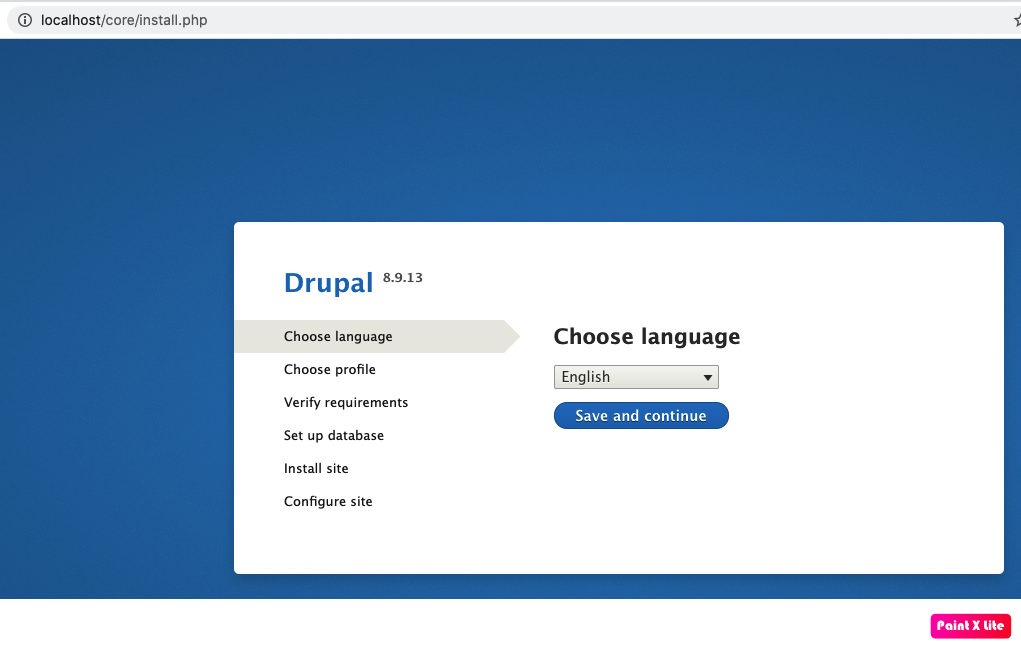 localhost/core/install.php
Drupal 8.9.13
Choose language
Choose profile
Verify requirements
Set up database
Install site
Configure site
Choose language
English
Save and continue
Paint X Lite